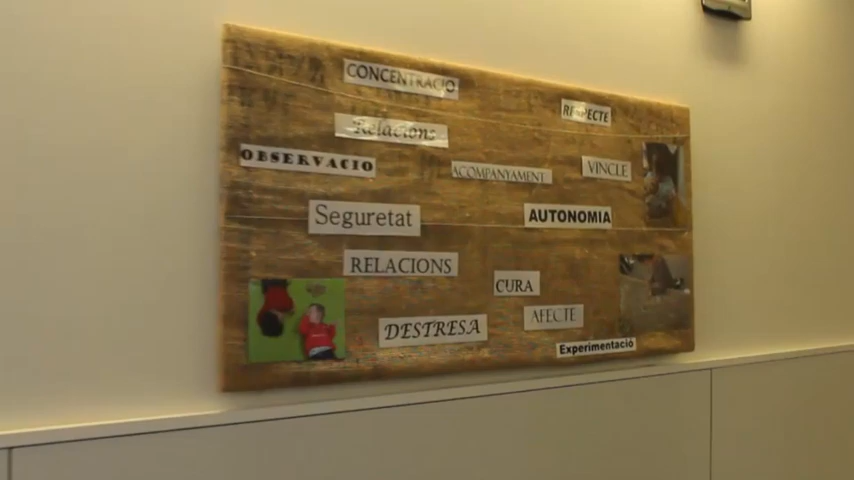 CONCENTRACIO
RESPECTE
Relacions
OBSERVACIO
ACOMPANYAMENT
VINCLE
Seguretat
AUTONOMIA
RELACIONS
CURA
AFECTE
DESTRESA
Experimentació